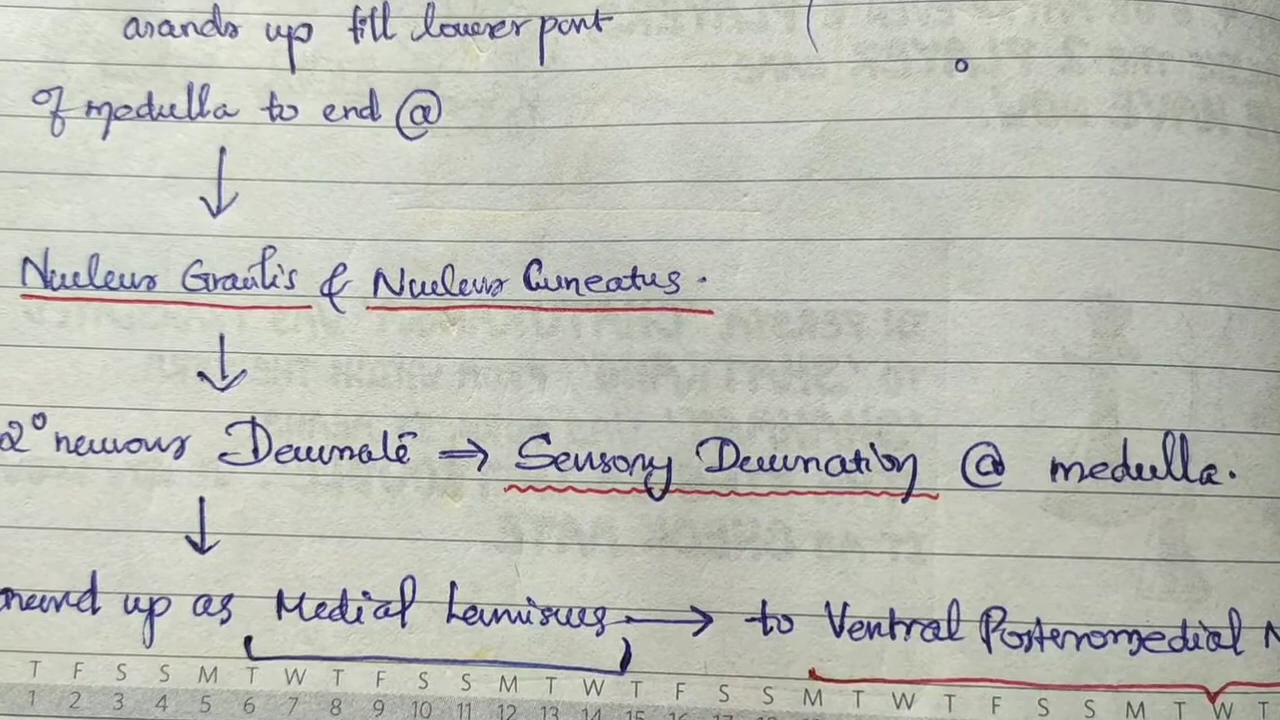 asands up till lower part
of medulla to end @
↓
Nucleus Gracilis & Nucleus Cuneatus.
↓
2° neurons Decussate ⇒ Sensory Decussation @ medulla.
↓
up as Medial Lemniscus → to Ventral Posteromedial N
T F S S M T W T F S S M T W T F S S M T W T F S S M T W T
1 2 3 4 5 6 7 8 9 10 11 12 13 14 15